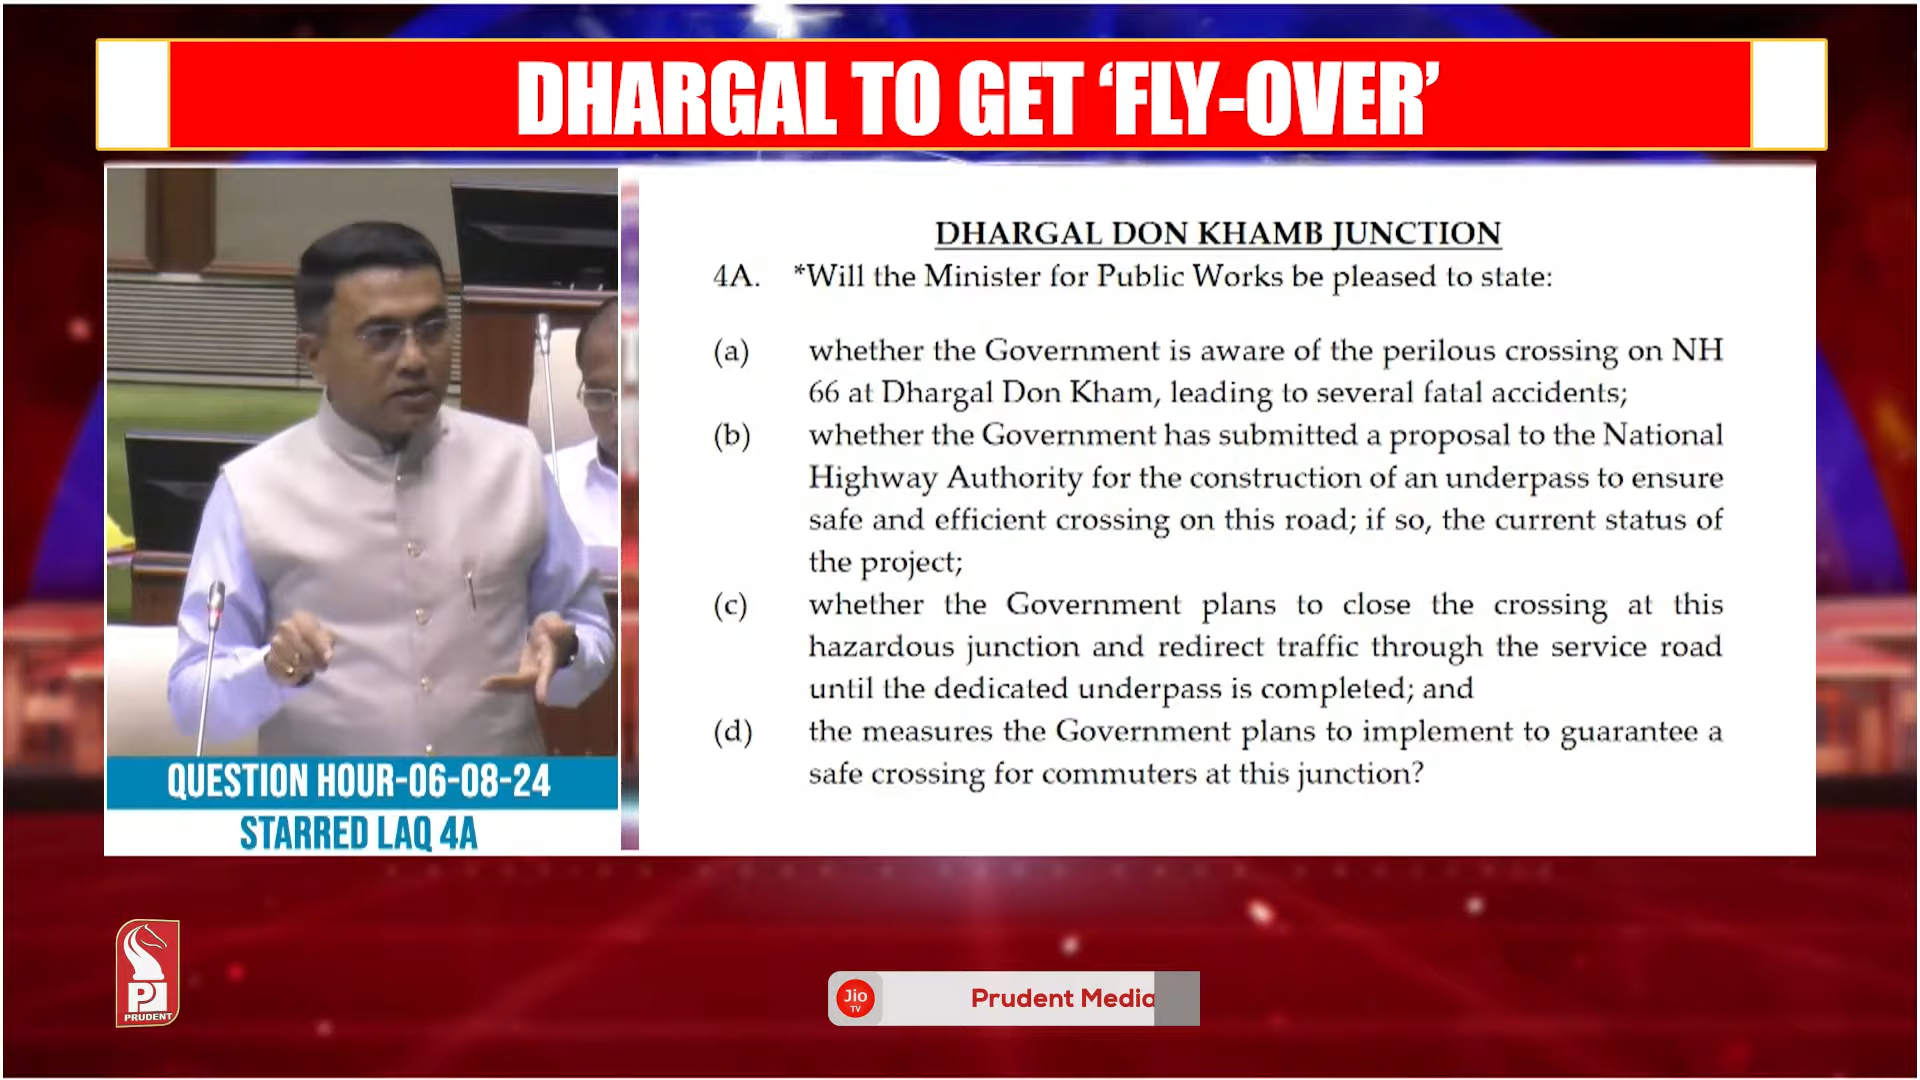 DHARGAL TO GET ‘FLY-OVER’
DHARGAL DON KHAMB JUNCTION
4A. *Will the Minister for Public Works be pleased to state:
(a) whether the Government is aware of the perilous crossing on NH
66 at Dhargal Don Kham, leading to several fatal accidents;
(b) whether the Government has submitted a proposal to the National
Highway Authority for the construction of an underpass to ensure
safe and efficient crossing on this road; if so, the current status of
the project;
(c) whether the Government plans to close the crossing at this
hazardous junction and redirect traffic through the service road
until the dedicated underpass is completed; and
(d) the measures the Government plans to implement to guarantee a
safe crossing for commuters at this junction?
QUESTION HOUR-06-08-24
STARRED LAQ 4A
P
PRUDENT
Jio
TV
Prudent Media